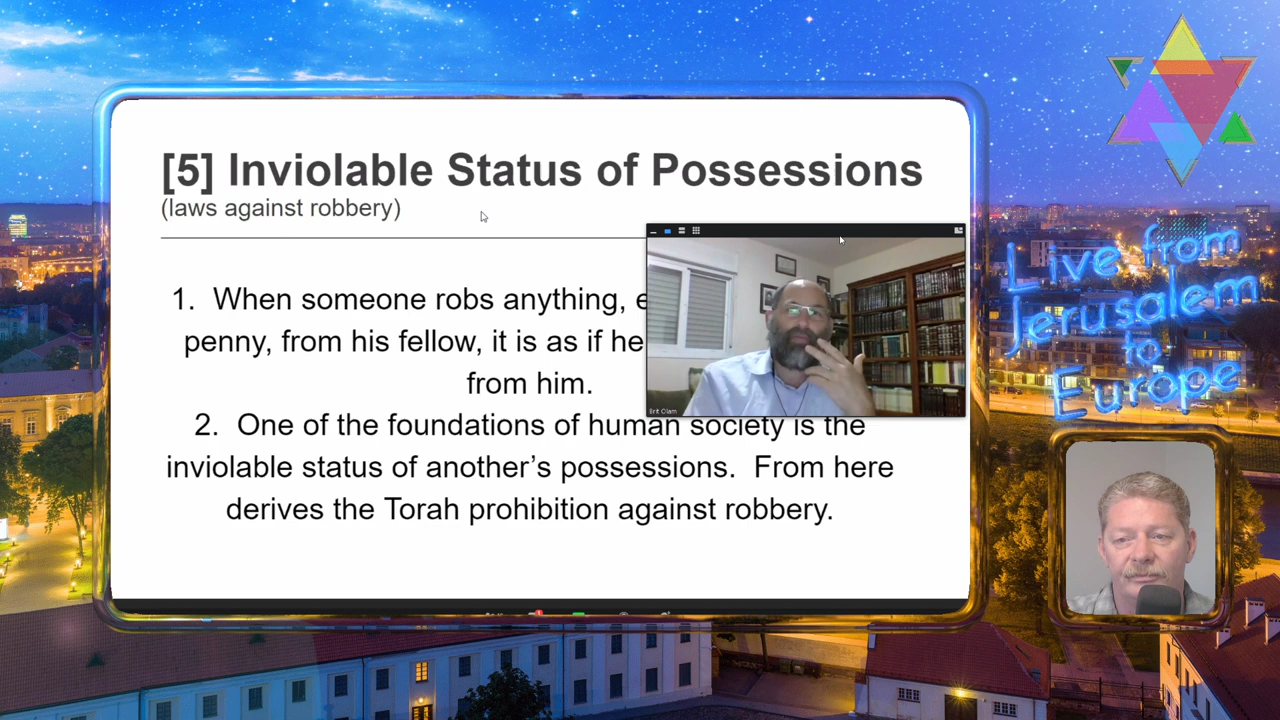 [5] Inviolable Status of Possessions
(laws against robbery)
1. When someone robs anything,
penny, from his fellow, it is as if he
from him.
2. One of the foundations of human society is the
inviolable status of another’s possessions. From here
derives the Torah prohibition against robbery.
Brit Olam
Live from
Jerusalem
to
Europe